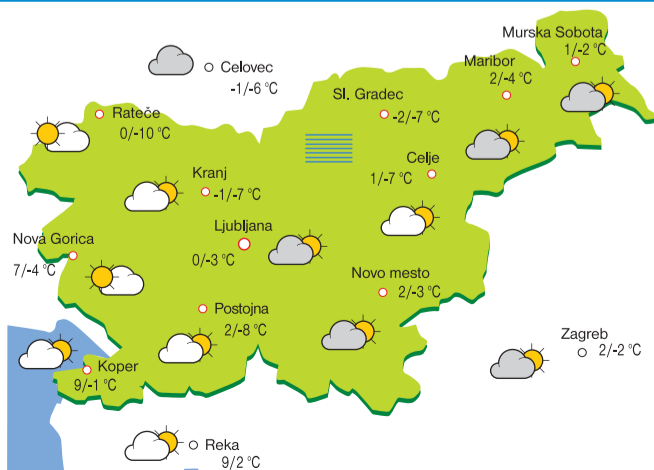 Murska Sobota
1/-2 °C
Maribor
2/-4 °C
Celovec
-1/-6 °C
Sl. Gradec
-2/-7 °C
Rateče
0/-10 °C
Celje
1/-7 °C
Kranj
-1/-7 °C
Ljubljana
0/-3 °C
Nova Gorica
7/-4 °C
Novo mesto
2/-3 °C
Postojna
2/-8 °C
Zagreb
2/-2 °C
Koper
9/-1 °C
Reka
9/2 °C